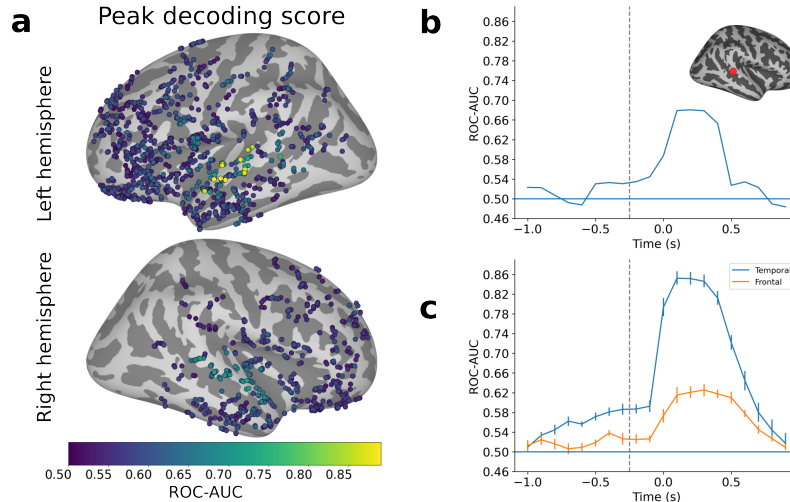 a
Peak decoding score
Left hemisphere
Right hemisphere
0.50 0.55 0.60 0.65 0.70 0.75 0.80 0.85
ROC-AUC
b
ROC-AUC
0.86
0.82
0.78
0.74
0.70
0.66
0.62
0.58
0.54
0.50
0.46
−1.0 −0.5 0.0 0.5
Time (s)
c
ROC-AUC
0.86
0.82
0.78
0.74
0.70
0.66
0.62
0.58
0.54
0.50
0.46
Temporal
Frontal
−1.0 −0.5 0.0 0.5
Time (s)